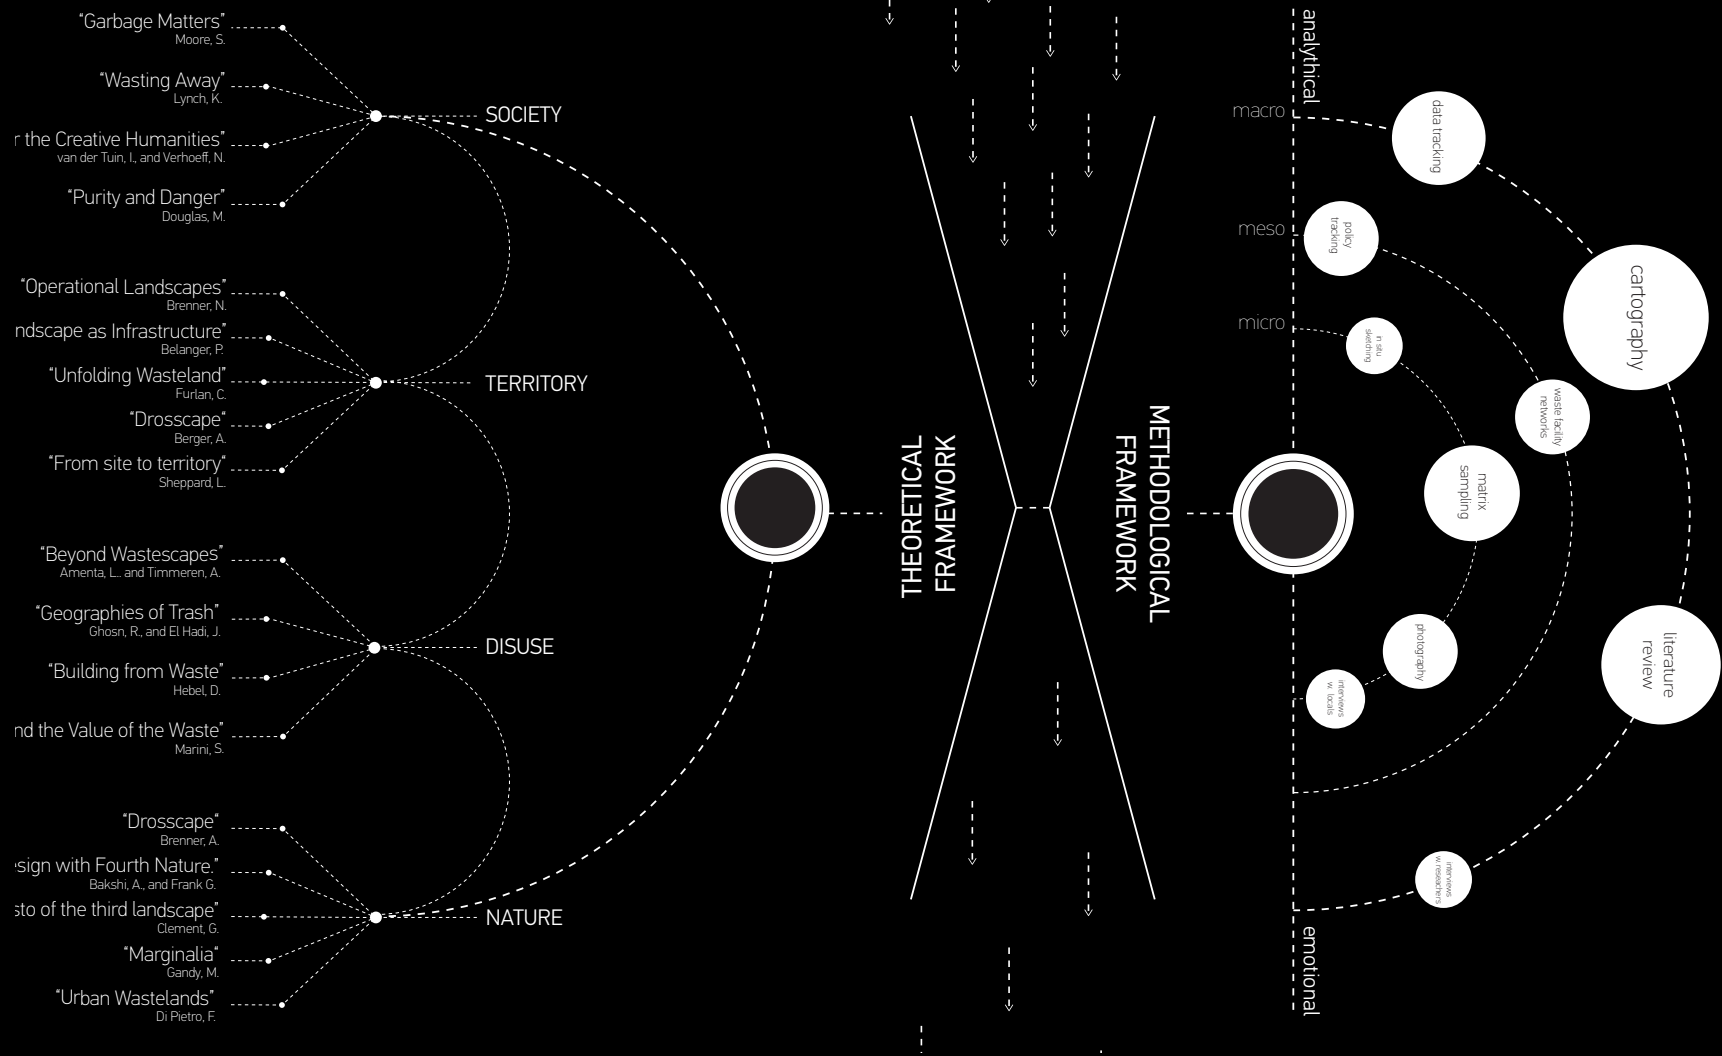 “Garbage Matters”
Moore, S.
“Wasting Away”
Lynch, K.
r the Creative Humanities”
van der Tuin, I., and Verhoeff, N.
“Purity and Danger”
Douglas, M.
SOCIETY
“Operational Landscapes”
Brenner, N.
ndscape as Infrastructure”
Belanger, P.
“Unfolding Wasteland”
Furlan, C.
“Drosscape“
Berger, A.
“From site to territory“
Sheppard, L.
TERRITORY
“Beyond Wastescapes”
Amenta, L.. and Timmeren, A.
“Geographies of Trash”
Ghosn, R., and El Hadi, J.
“Building from Waste”
Hebel, D.
nd the Value of the Waste”
Marini, S.
DISUSE
“Drosscape“
Brenner, A.
sign with Fourth Nature.”
Bakshi, A., and Frank G.
sto of the third landscape”
Clement, G.
“Marginalia“
Gandy, M.
“Urban Wastelands”
Di Pietro, F.
NATURE
THEORETICAL
FRAMEWORK
METHODOLOGICAL
FRAMEWORK
analythical
macro
meso
micro
data tracking
policy
tracking
in situ
sketching
cartography
waste facility
networks
matrix
sampling
photography
interviews
w. locals
literature
review
interviews
w. reseachers
emotional